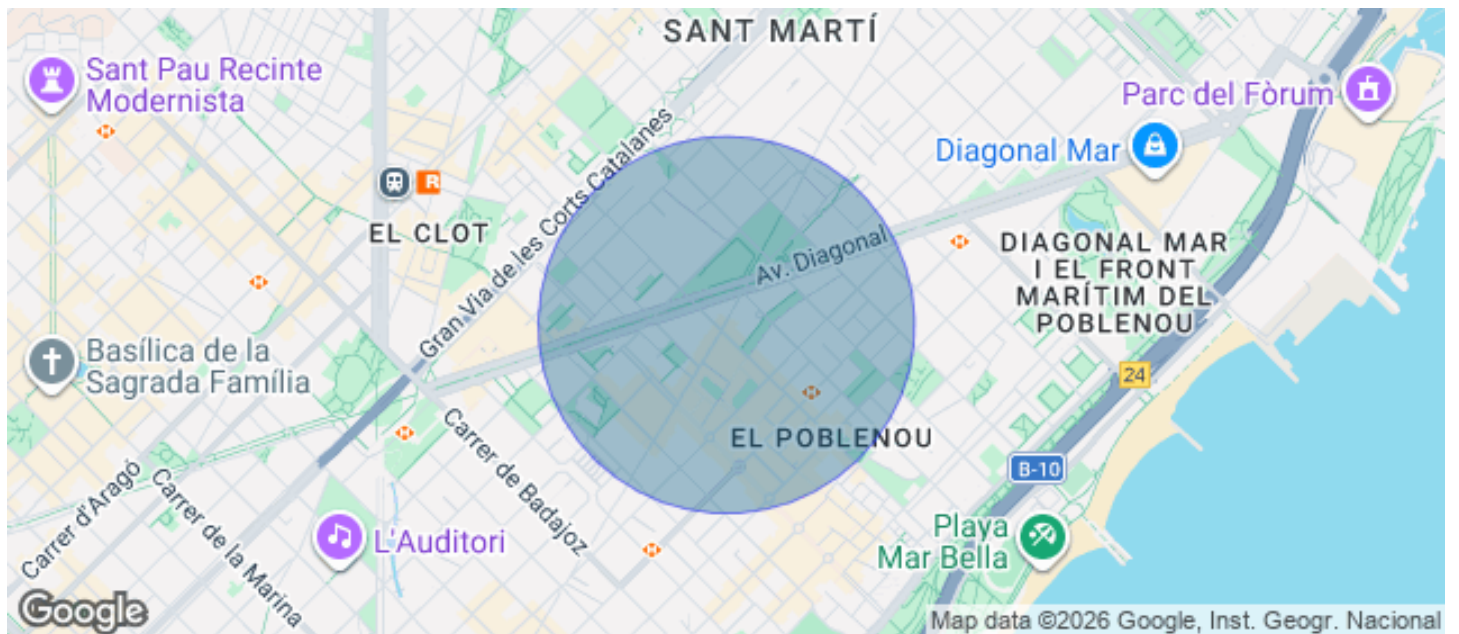 SANT MARTÍ
Sant Pau Recinte
Modernista
Parc del Fòrum
Diagonal Mar
R
EL CLOT
Gran Via de les Corts Catalanes
Av. Diagonal
DIAGONAL MAR
I EL FRONT
MARÍTIM DEL
POBLENOU
Basílica de la
Sagrada Família
24
EL POBLENOU
Carrer de Badajoz
B-10
Carrer d'Aragó
Carrer de la Marina
L'Auditori
Playa
Mar Bella
Google
Map data ©2026 Google, Inst. Geogr. Nacional